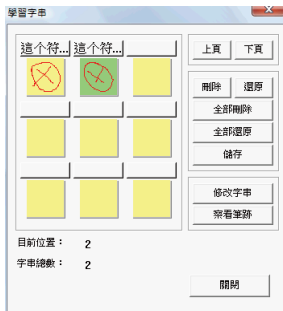 學習字串
這個符... 這個符...
上頁 下頁
刪除 還原
全部刪除
全部還原
儲存
修改字串
察看筆跡
目前位置： 2
字串總數： 2
關閉